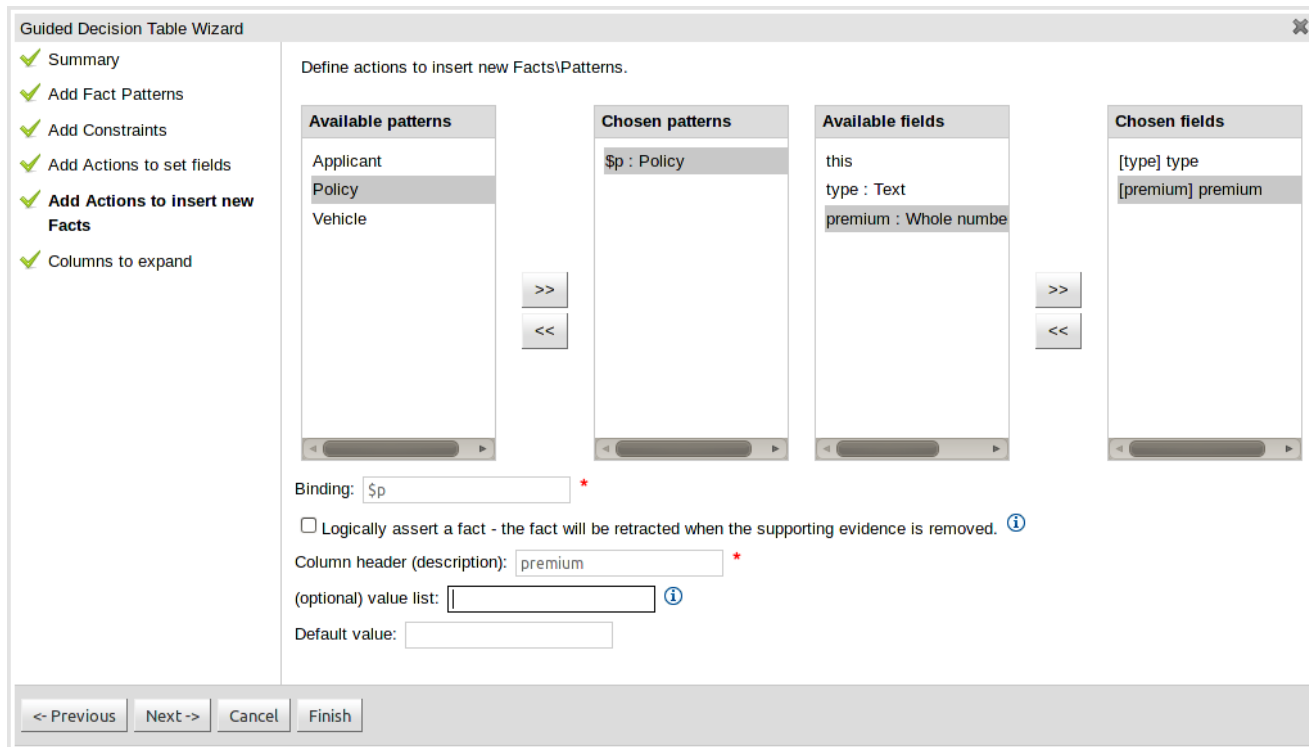 Guided Decision Table Wizard
Summary
Add Fact Patterns
Add Constraints
Add Actions to set fields
Add Actions to insert new
Facts
Columns to expand
Define actions to insert new Facts\Patterns.
Available patterns
Applicant
Policy
Vehicle
>>
<<
Chosen patterns
$p : Policy
Available fields
this
type : Text
premium : Whole numbe
>>
<<
Chosen fields
[type] type
[premium] premium
Binding: $p *
Logically assert a fact - the fact will be retracted when the supporting evidence is removed.
Column header (description): premium *
(optional) value list:
Default value:
<- Previous Next -> Cancel Finish